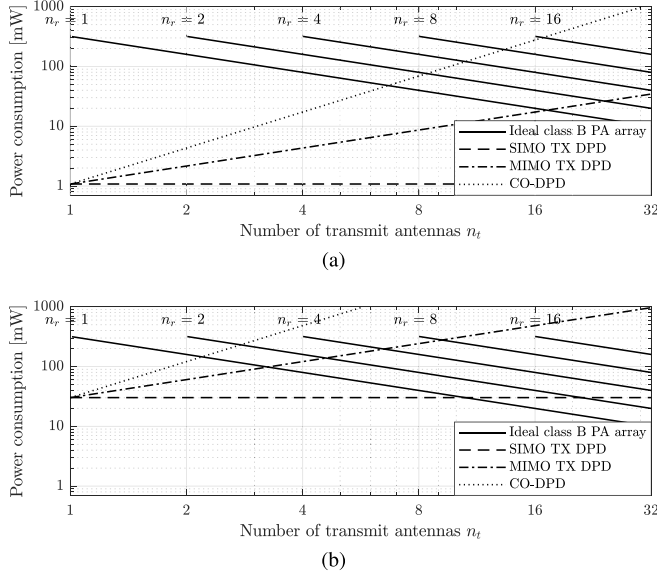 n_r = 1 n_r = 2 n_r = 4 n_r = 8 n_r = 16
1000
100
10
1
Power consumption [mW]
Ideal class B PA array
SIMO TX DPD
MIMO TX DPD
CO-DPD
1 2 4 8 16 32
Number of transmit antennas n_t
(a)
1000
n_r = 1 n_r = 2 n_r = 4 n_r = 8 n_r = 16
100
10
1
Power consumption [mW]
Ideal class B PA array
SIMO TX DPD
MIMO TX DPD
CO-DPD
1 2 4 8 16 32
Number of transmit antennas n_t
(b)